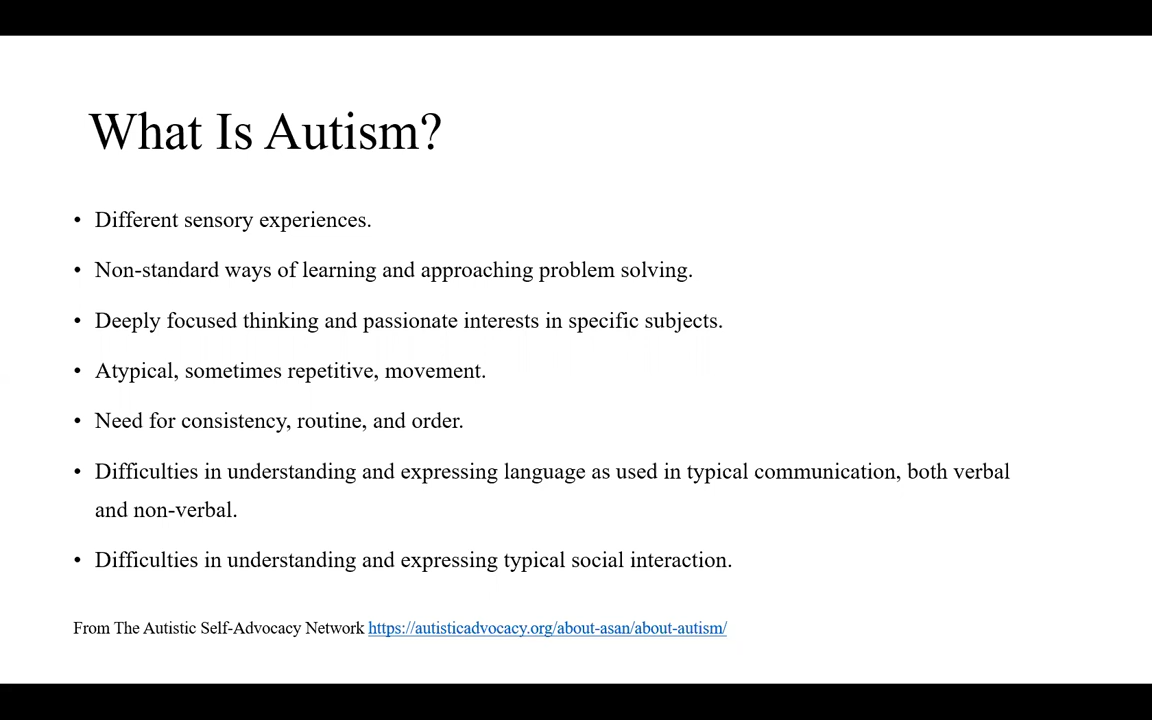 What Is Autism?
• Different sensory experiences.
• Non-standard ways of learning and approaching problem solving.
• Deeply focused thinking and passionate interests in specific subjects.
• Atypical, sometimes repetitive, movement.
• Need for consistency, routine, and order.
• Difficulties in understanding and expressing language as used in typical communication, both verbal
and non-verbal.
• Difficulties in understanding and expressing typical social interaction.
From The Autistic Self-Advocacy Network https://autisticadvocacy.org/about-asan/about-autism/